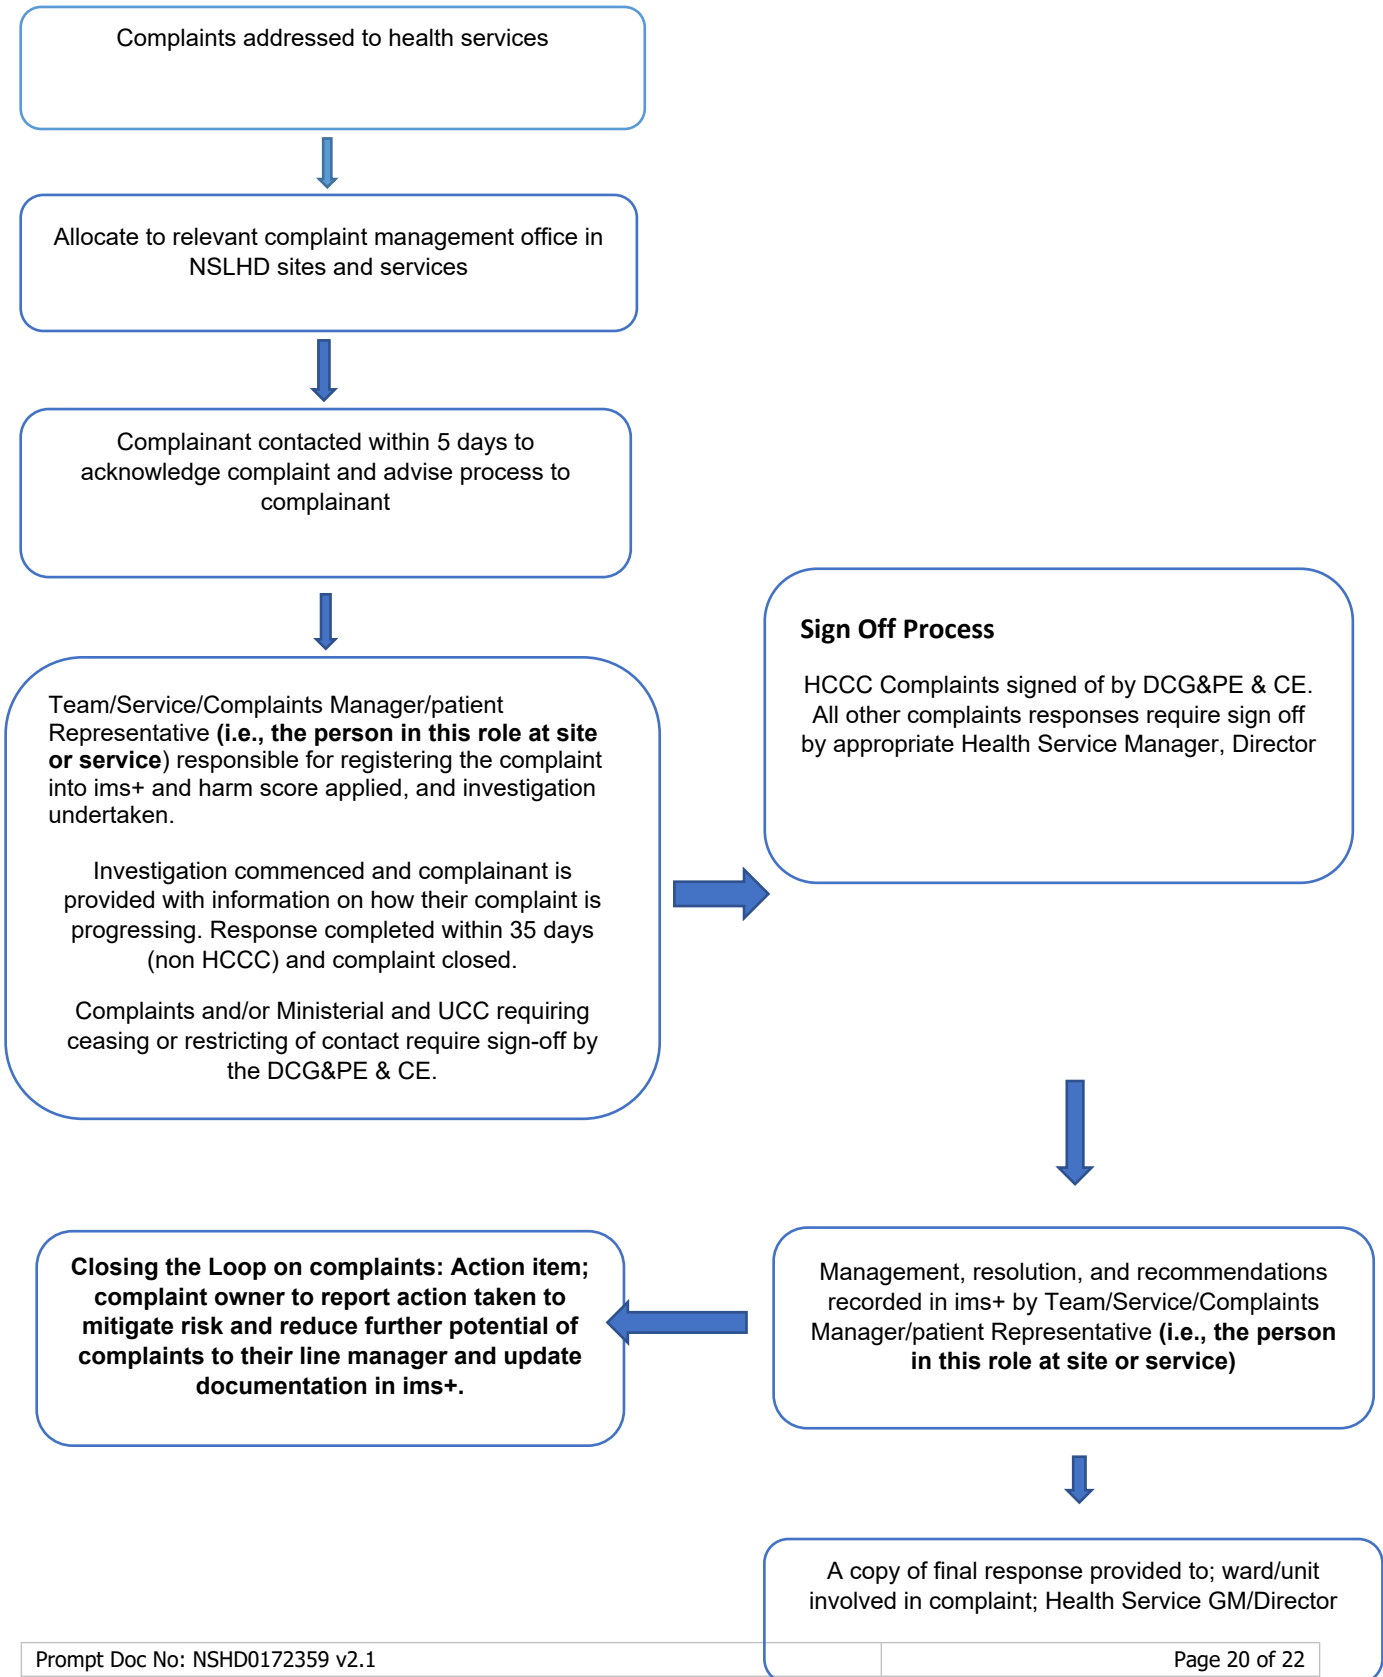 Complaints addressed to health services
Allocate to relevant complaint management office in
NSLHD sites and services
Complainant contacted within 5 days to
acknowledge complaint and advise process to
complainant
Team/Service/Complaints Manager/patient
Representative (i.e., the person in this role at site
or service) responsible for registering the complaint
into ims+ and harm score applied, and investigation
undertaken.
Investigation commenced and complainant is
provided with information on how their complaint is
progressing. Response completed within 35 days
(non HCCC) and complaint closed.
Complaints and/or Ministerial and UCC requiring
ceasing or restricting of contact require sign-off by
the DCG&PE & CE.
Sign Off Process
HCCC Complaints signed of by DCG&PE & CE.
All other complaints responses require sign off
by appropriate Health Service Manager, Director
Management, resolution, and recommendations
recorded in ims+ by Team/Service/Complaints
Manager/patient Representative (i.e., the person
in this role at site or service)
Closing the Loop on complaints: Action item;
complaint owner to report action taken to
mitigate risk and reduce further potential of
complaints to their line manager and update
documentation in ims+.
A copy of final response provided to; ward/unit
involved in complaint; Health Service GM/Director
Prompt Doc No: NSHD0172359 v2.1
Page 20 of 22